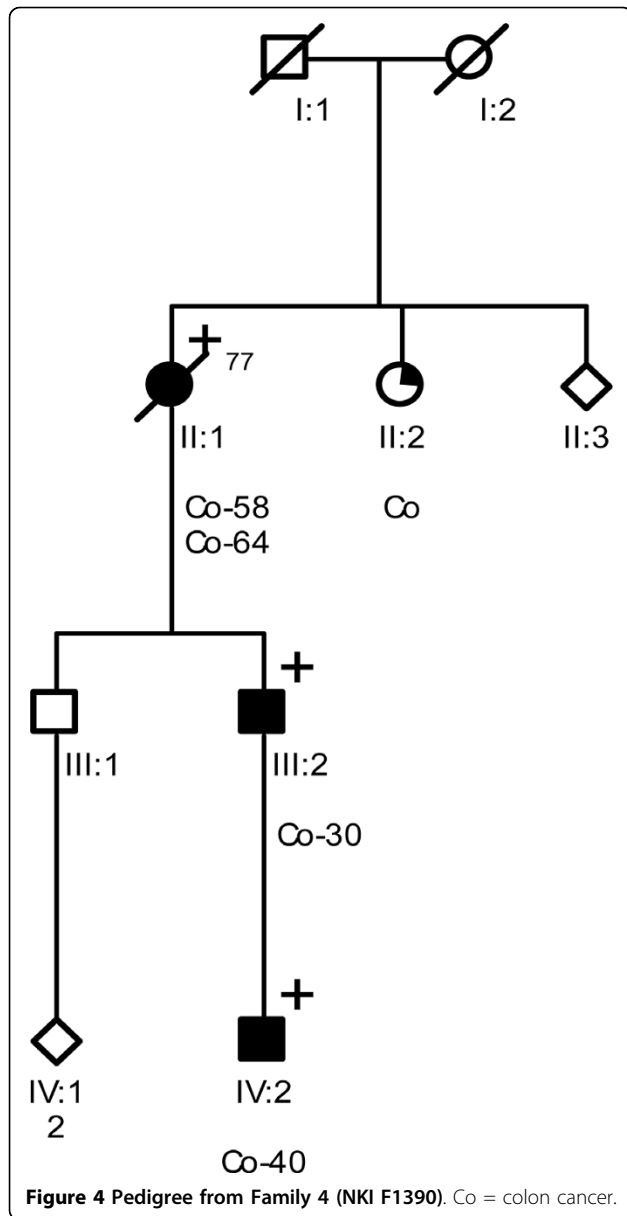 I:1 I:2
+ 77
II:1 II:2 II:3
Co-58 Co
Co-64
+
III:1 III:2
Co-30
+
IV:1 IV:2
2
Co-40
Figure 4 Pedigree from Family 4 (NKI F1390). Co = colon cancer.